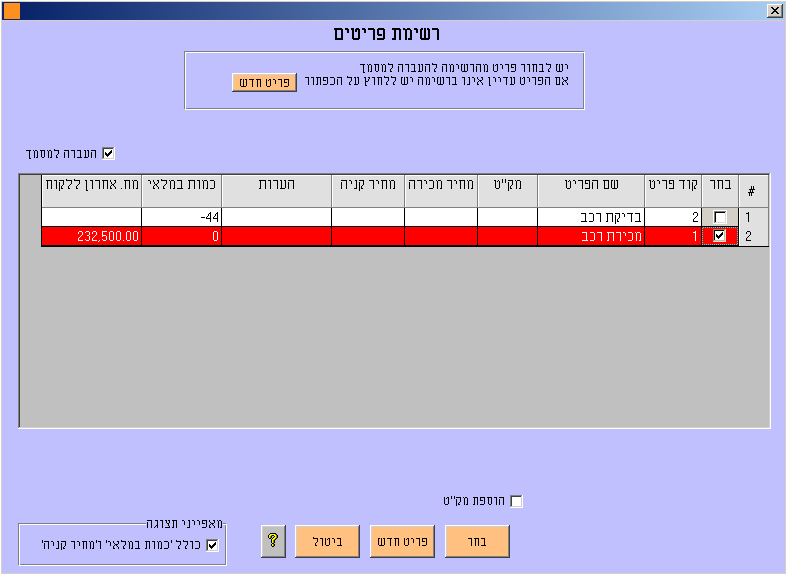 רשימת פריטים
יש לבחור פריט מהרשימה להעברה למסמך
אם הפריט עדיין אינו ברשימה יש ללחוץ על הכפתור פריט חדש
העברה למסמך
# בחר קוד פריט שם הפריט מק"ט מחיר מכירה מחיר קניה הערות כמות במלאי מח. אחרון ללקוח
1 2 בדיקת רכב 44-
2 1 מכירת רכב 0 232,500.00
הוספת מק"ט
בחר פריט חדש ביטול ?
מאפייני תצוגה
כולל 'כמות במלאי' ו'מחיר קניה'